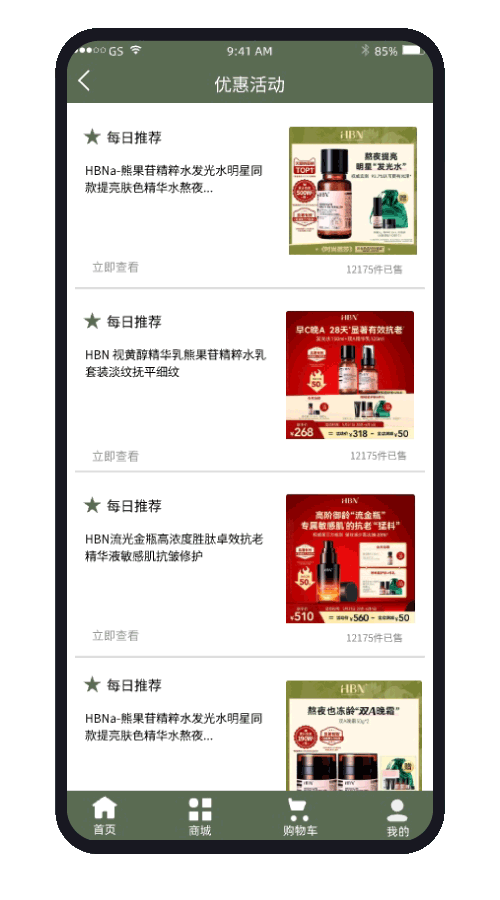 GS
9:41 AM
85%
优惠活动
每日推荐
HBNa-熊果苷精粹水发光水明星同
款提亮肤色精华水熬夜...
立即查看
HBN
熬夜提亮
明星“发光水”
TOP1
HBN
12175件已售
每日推荐
HBN 视黄醇精华乳熊果苷精粹水乳
套装淡纹抚平细纹
立即查看
HBN
早C晚A 28天'显著有效抗老
50
¥268
¥318
¥50
12175件已售
每日推荐
HBN流光金瓶高浓度胜肽卓效抗老
精华液敏感肌抗皱修护
立即查看
HBN
高阶御龄“流金瓶”
专属敏感肌'的抗老“猛料”
50
¥510
¥560
¥50
12175件已售
每日推荐
HBNa-熊果苷精粹水发光水明星同
款提亮肤色精华水熬夜...
HBN
熬夜也冻龄“双A晚霜”
首页
商城
购物车
我的